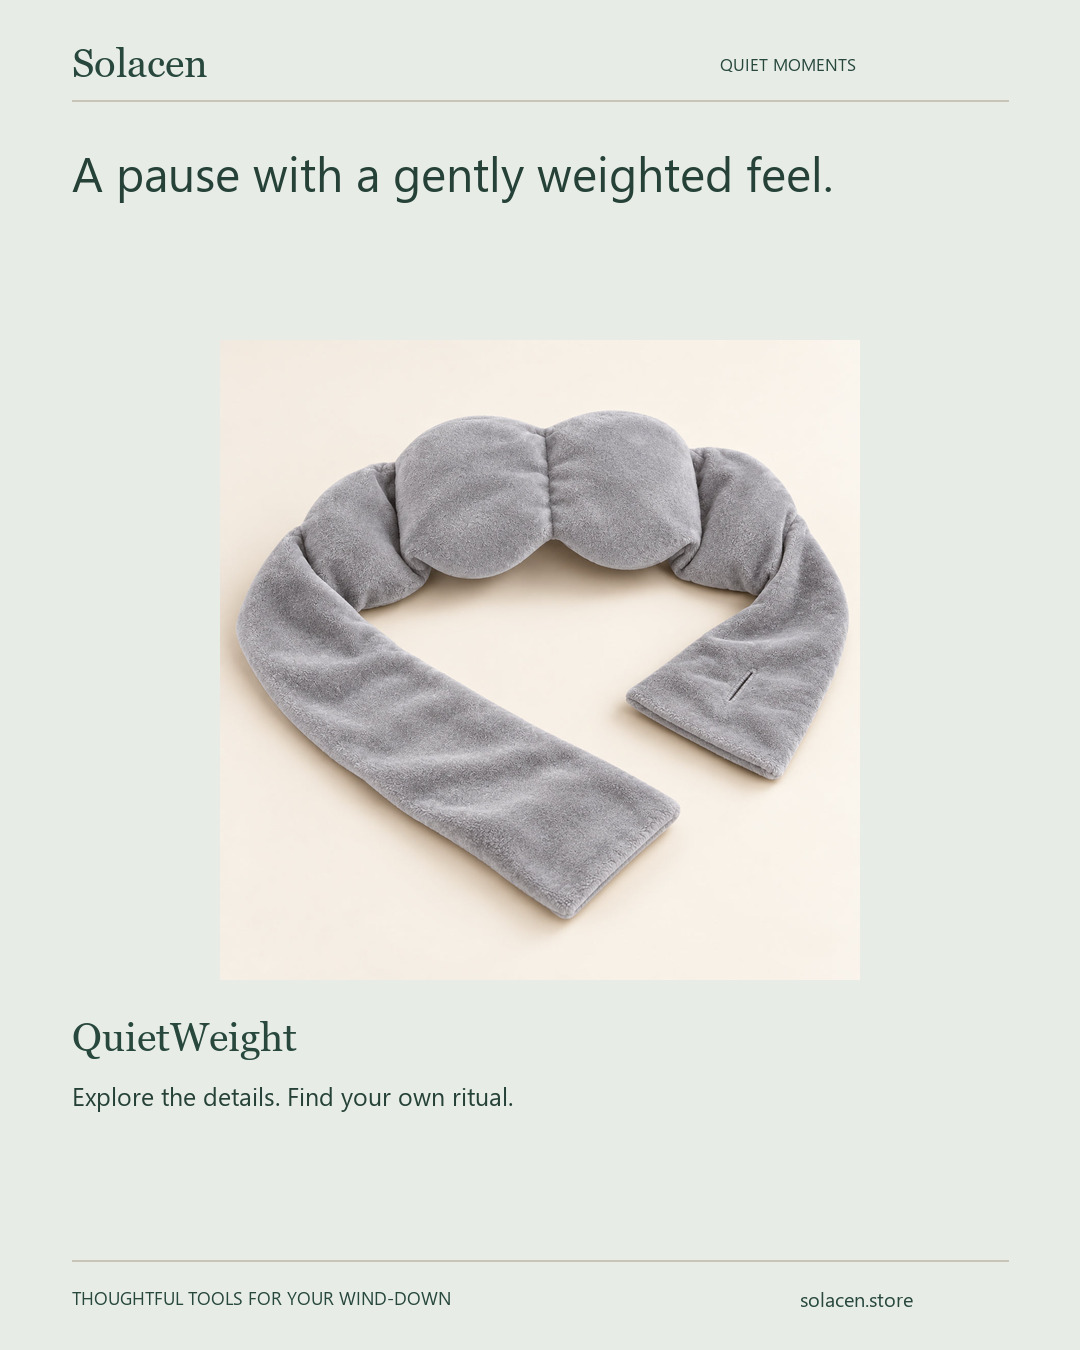 Solacen
QUIET MOMENTS
A pause with a gently weighted feel.
QuietWeight
Explore the details. Find your own ritual.
THOUGHTFUL TOOLS FOR YOUR WIND-DOWN
solacen.store